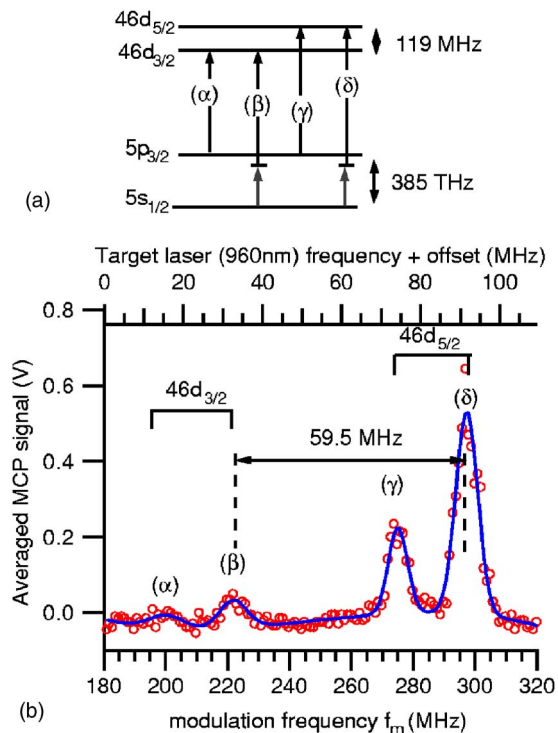 46d5/2
46d3/2
119 MHz
(α)
(β)
(γ)
(δ)
5p3/2
5s1/2
385 THz
(a)
Target laser (960nm) frequency + offset (MHz)
0 20 40 60 80 100
Averaged MCP signal (V)
0.8
0.6
0.4
0.2
0.0
46d5/2
46d3/2
(δ)
59.5 MHz
(γ)
(β)
(α)
180 200 220 240 260 280 300 320
(b)
modulation frequency fm(MHz)